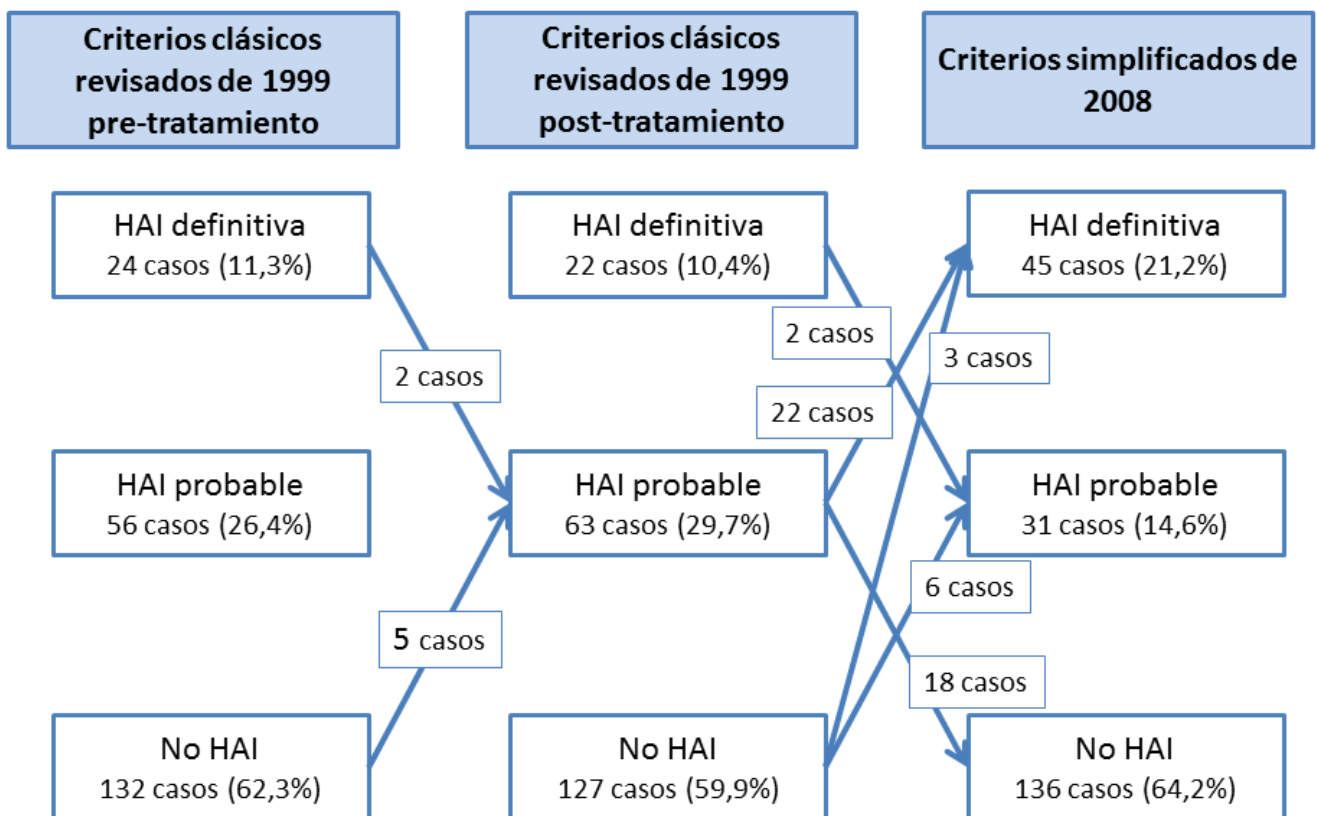 Criterios clásicos
revisados de 1999
pre-tratamiento
Criterios clásicos
revisados de 1999
post-tratamiento
Criterios simplificados de
2008
HAI definitiva
24 casos (11,3%)
HAI definitiva
22 casos (10,4%)
HAI definitiva
45 casos (21,2%)
2 casos
2 casos
3 casos
22 casos
HAI probable
56 casos (26,4%)
HAI probable
63 casos (29,7%)
HAI probable
31 casos (14,6%)
5 casos
6 casos
18 casos
No HAI
132 casos (62,3%)
No HAI
127 casos (59,9%)
No HAI
136 casos (64,2%)